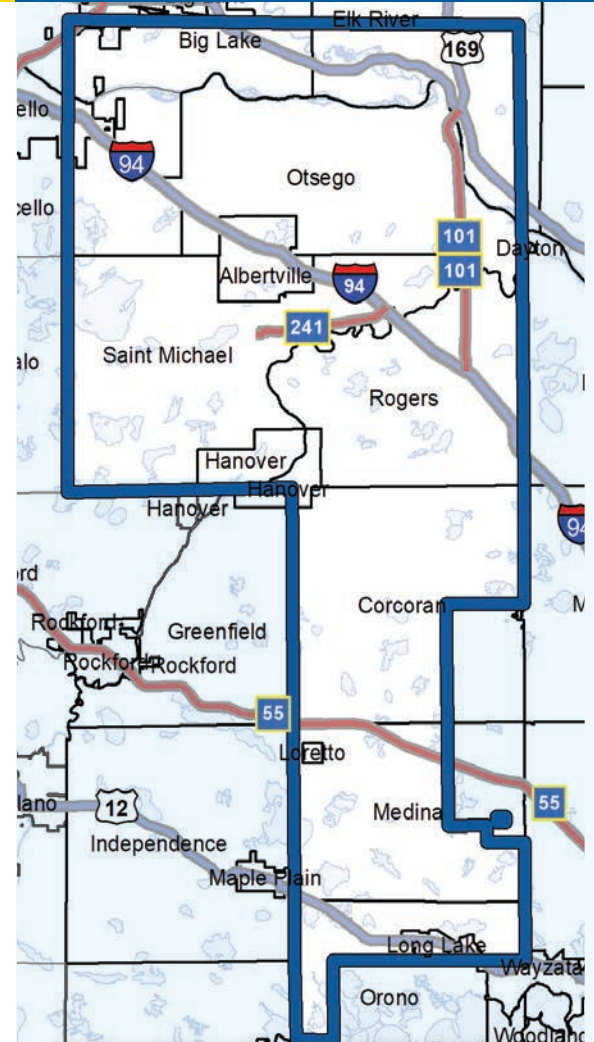 Elk River
Big Lake
169
ello
94
Otsego
cello
101
Dayton
101
Albertville
94
241
Saint Michael
alo
Rogers
Hanover
Hanover
Hanover
94
ord
Corcoran
M
Rockford
Greenfield
Rockford
Rockford
55
Loretto
lano
12
Medina
55
Independence
Maple Plain
Long Lake
Wayzata
Orono
Woodland